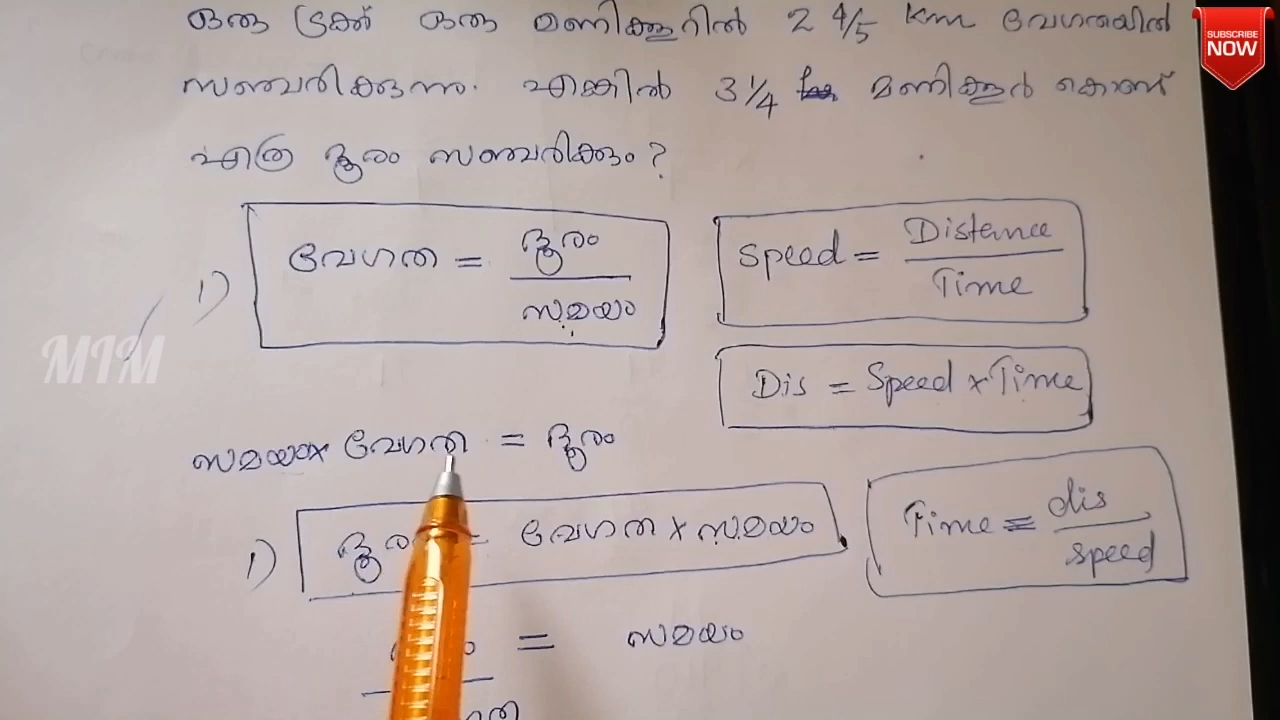 ഒരു ട്രക്ക് ഒരു മണിക്കൂറിൽ 2 4/5 Km വേഗതയിൽ
സഞ്ചരിക്കുന്നു. എങ്കിൽ 3 1/4 മണിക്കൂർ കൊണ്ട്
എത്ര ദൂരം സഞ്ചരിക്കും?
1) വേഗത = ദൂരം
സമയം
Speed = Distance
Time
Dis = Speed x Time
സമയം x വേഗത = ദൂരം
1) ദൂരം = വേഗത x സമയം
Time = dis
speed
= സമയം
MIM
SUBSCRIBE
NOW